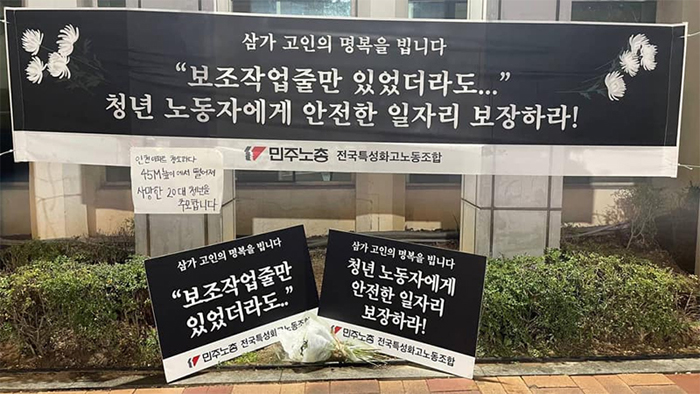 삼가 고인의 명복을 빕니다
“보조작업줄만 있었더라도...”
청년 노동자에게 안전한 일자리 보장하라!
민주노총 전국특성화고노동조합
인천 아파트 청소하다
45M 높이에서 떨어져
사망한 20대 청년을
추모합니다
삼가 고인의 명복을 빕니다
“보조작업줄만
있었더라도..”
민주노총 전국특성화고노동조합
삼가 고인의 명복을 빕니다
청년 노동자에게
안전한 일자리
보장하라!
민주노총 전국특성화고노동조합